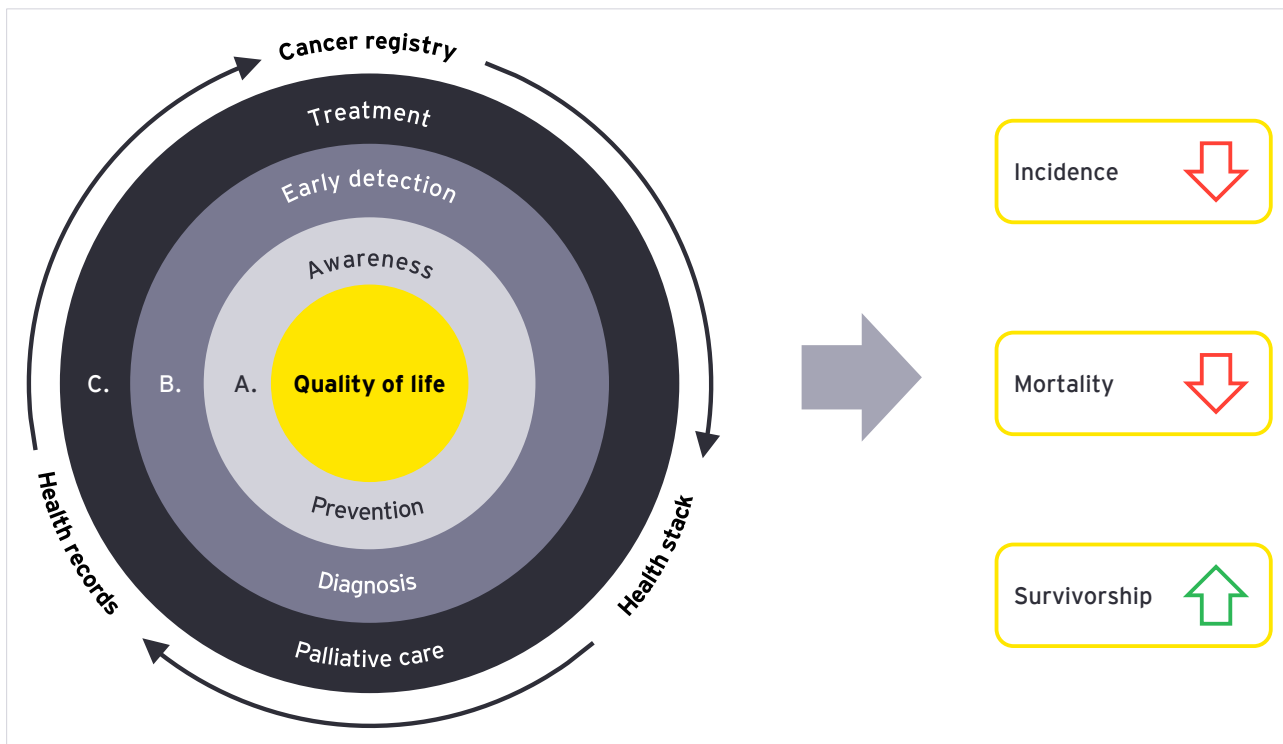 Cancer registry
Treatment
Early detection
Awareness
C.
B.
A.
Quality of life
Prevention
Diagnosis
Palliative care
Health records
Health stack
Incidence
Mortality
Survivorship